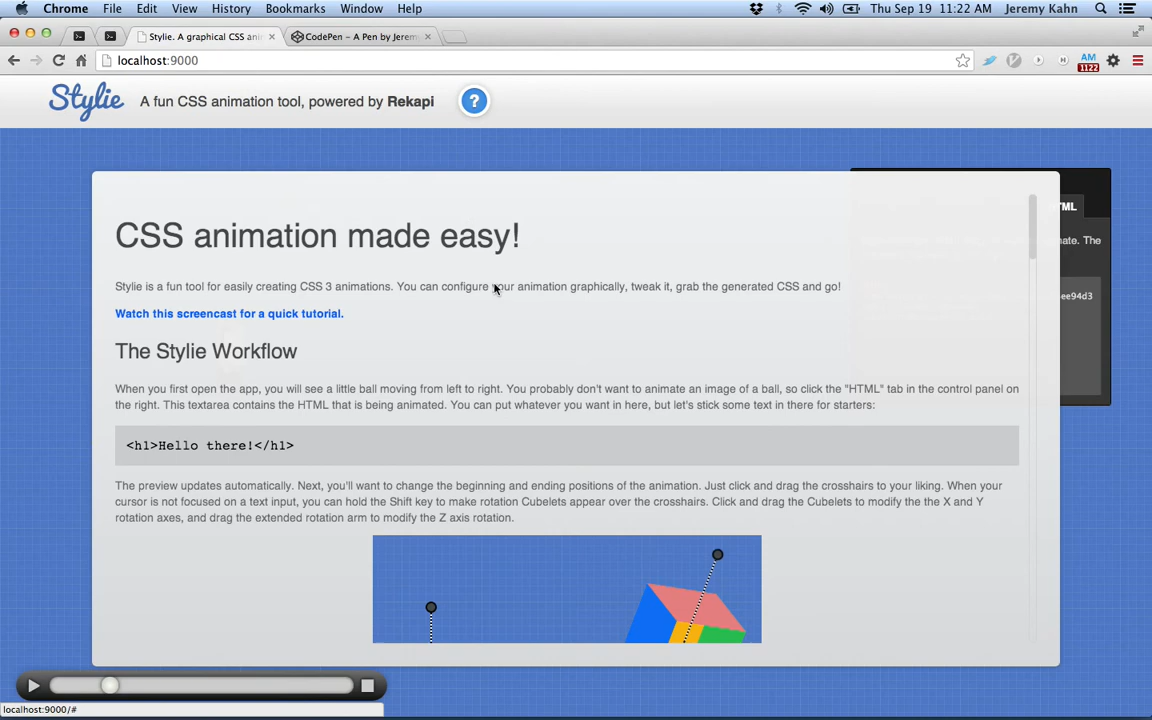 Chrome File Edit View History Bookmarks Window Help Thu Sep 19 11:22 AM Jeremy Kahn
Stylie. A graphical CSS ani CodePen - A Pen by Jerem
localhost:9000
AM
1122
Stylie A fun CSS animation tool, powered by Rekapi ?
CSS animation made easy!
TML
Stylie is a fun tool for easily creating CSS 3 animations. You can configure your animation graphically, tweak it, grab the generated CSS and go!
ate. The
ee94d3
Watch this screencast for a quick tutorial.
The Stylie Workflow
When you first open the app, you will see a little ball moving from left to right. You probably don't want to animate an image of a ball, so click the "HTML" tab in the control panel on
the right. This textarea contains the HTML that is being animated. You can put whatever you want in here, but let's stick some text in there for starters:
<h1>Hello there!</h1>
The preview updates automatically. Next, you'll want to change the beginning and ending positions of the animation. Just click and drag the crosshairs to your liking. When your
cursor is not focused on a text input, you can hold the Shift key to make rotation Cubelets appear over the crosshairs. Click and drag the Cubelets to modify the the X and Y
rotation axes, and drag the extended rotation arm to modify the Z axis rotation.
localhost:9000/#